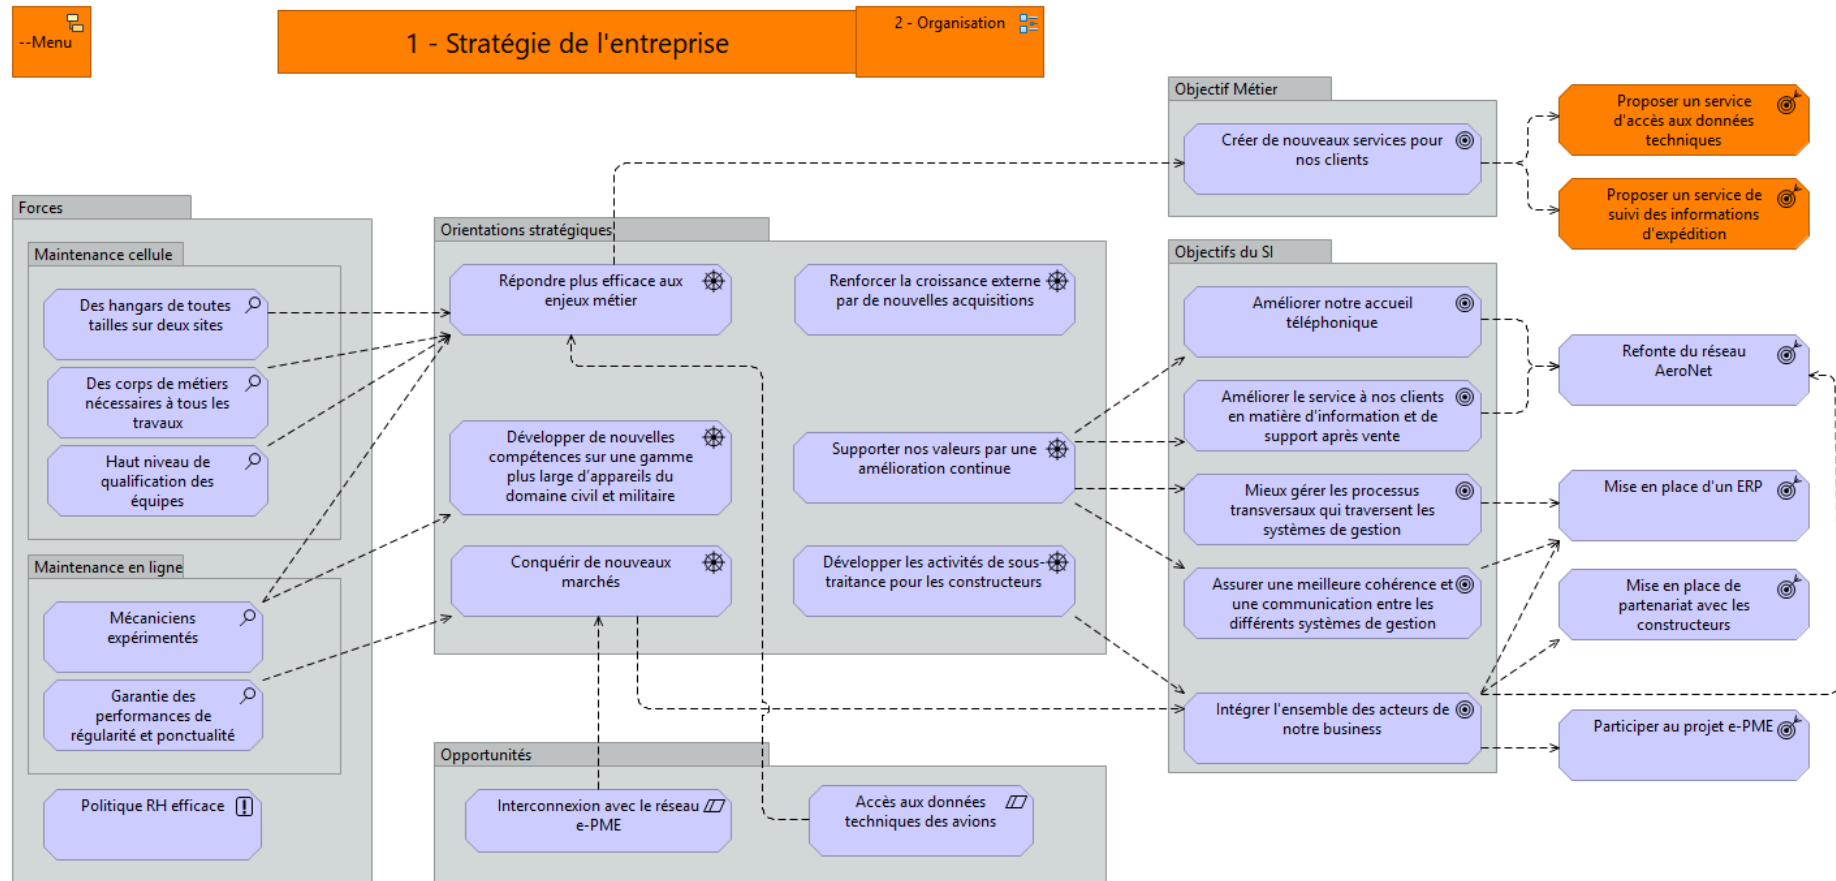 --Menu
1 - Stratégie de l'entreprise
2 - Organisation
Forces
Maintenance cellule
Des hangars de toutes
tailles sur deux sites
Des corps de métiers
nécessaires à tous les
travaux
Haut niveau de
qualification des
équipes
Maintenance en ligne
Mécaniciens
expérimentés
Garantie des
performances de
régularité et ponctualité
Politique RH efficace
Orientations stratégiques
Répondre plus efficace aux
enjeux métier
Renforcer la croissance externe
par de nouvelles acquisitions
Développer de nouvelles
compétences sur une gamme
plus large d'appareils du
domaine civil et militaire
Supporter nos valeurs par une
amélioration continue
Conquérir de nouveaux
marchés
Développer les activités de sous-
traitance pour les constructeurs
Opportunités
Interconnexion avec le réseau
e-PME
Accès aux données
techniques des avions
Objectif Métier
Créer de nouveaux services pour
nos clients
Objectifs du SI
Améliorer notre accueil
téléphonique
Améliorer le service à nos clients
en matière d'information et de
support après vente
Mieux gérer les processus
transversaux qui traversent les
systèmes de gestion
Assurer une meilleure cohérence et
une communication entre les
différents systèmes de gestion
Intégrer l'ensemble des acteurs de
notre business
Proposer un service
d'accès aux données
techniques
Proposer un service de
suivi des informations
d'expédition
Refonte du réseau
AeroNet
Mise en place d'un ERP
Mise en place de
partenariat avec les
constructeurs
Participer au projet e-PME